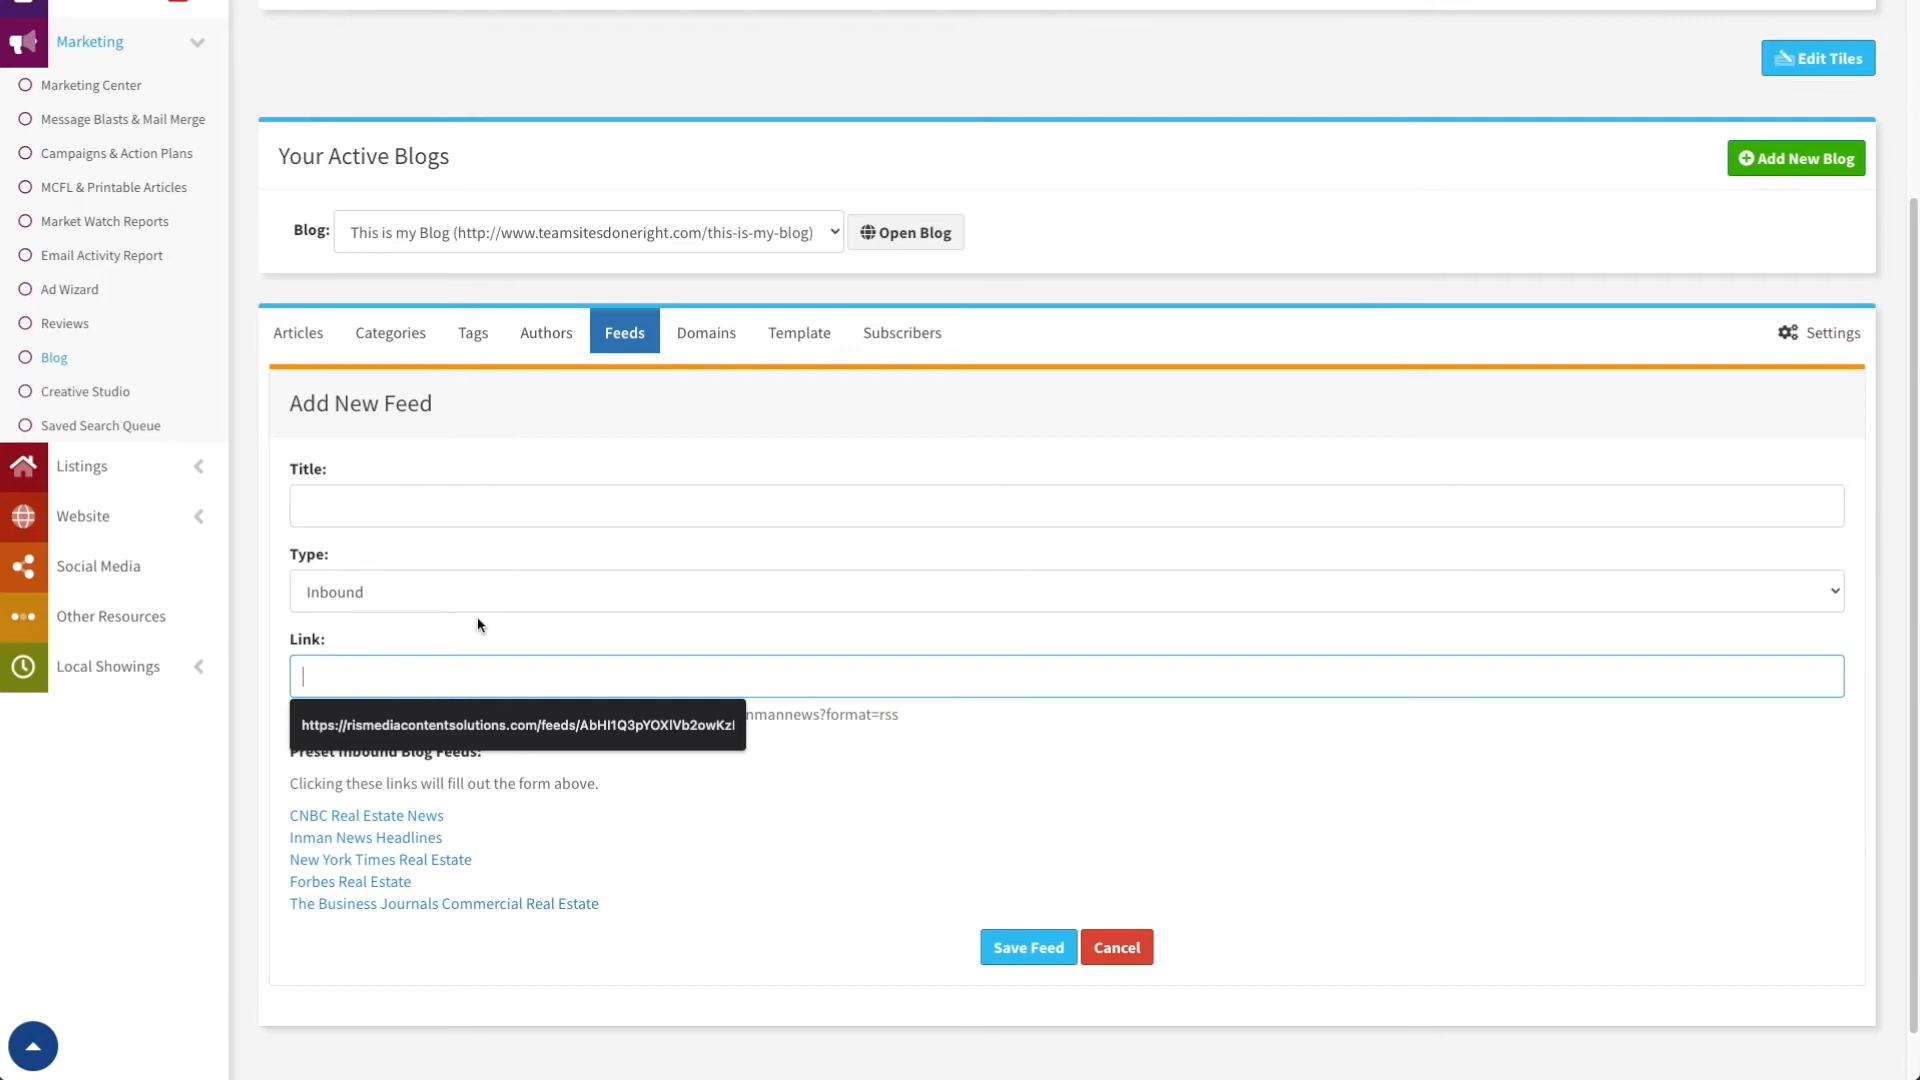 Marketing
Marketing Center
Message Blasts & Mail Merge
Campaigns & Action Plans
MCFL & Printable Articles
Market Watch Reports
Email Activity Report
Ad Wizard
Reviews
Blog
Creative Studio
Saved Search Queue
Listings
Website
Social Media
Other Resources
Local Showings
Edit Tiles
Your Active Blogs
Add New Blog
Blog: This is my Blog (http://www.teamsitesdoneright.com/this-is-my-blog) Open Blog
Articles Categories Tags Authors Feeds Domains Template Subscribers Settings
Add New Feed
Title:
Type:
Inbound
Link:
nmannews?format=rss
https://rismediacontentsolutions.com/feeds/AbHI1Q3pYOXlVb2owKzl
Preset Inbound Blog Feeds:
Clicking these links will fill out the form above.
CNBC Real Estate News
Inman News Headlines
New York Times Real Estate
Forbes Real Estate
The Business Journals Commercial Real Estate
Save Feed Cancel